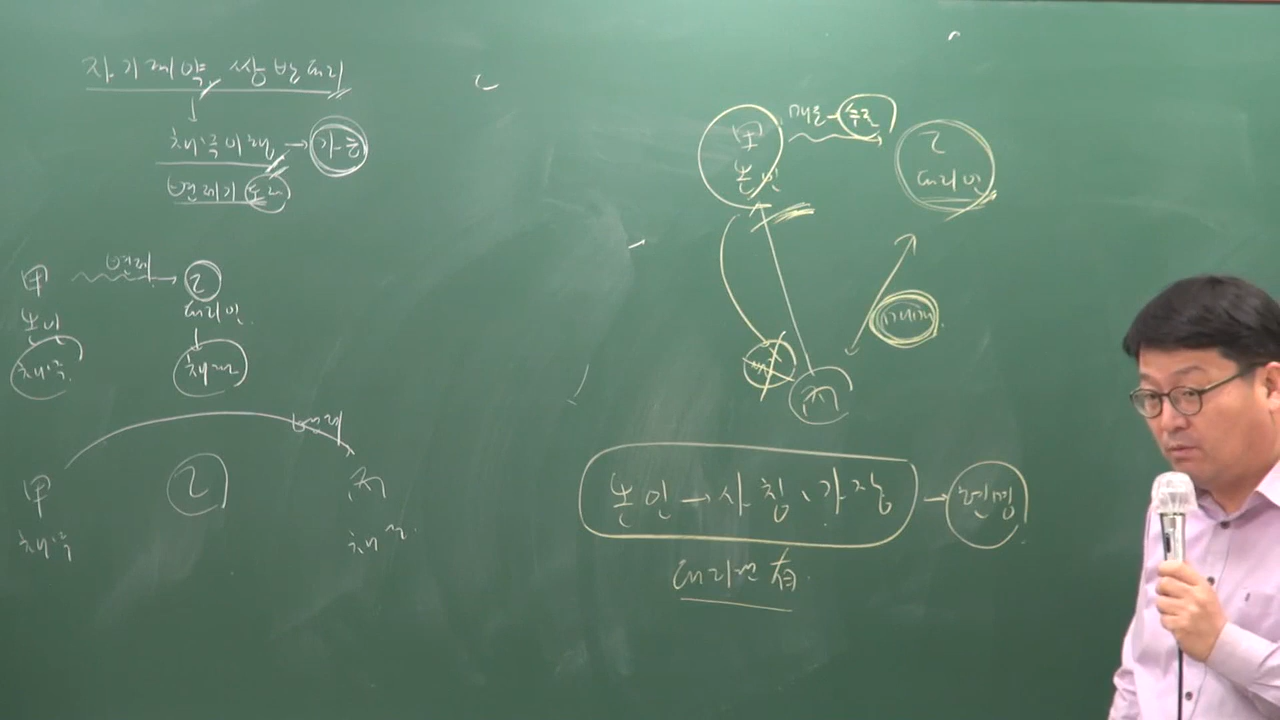 자기계약, 쌍방대리
↓
채무이행 → 가능
변제기 도래
甲 변제 → 乙
본인 대리인
채무 채권
변제
甲 乙 丙
채무 채권
甲 매도 → 乙
본인 대리인
매매
丙
본인 → 사칭, 가장 → 현명
대리권 有